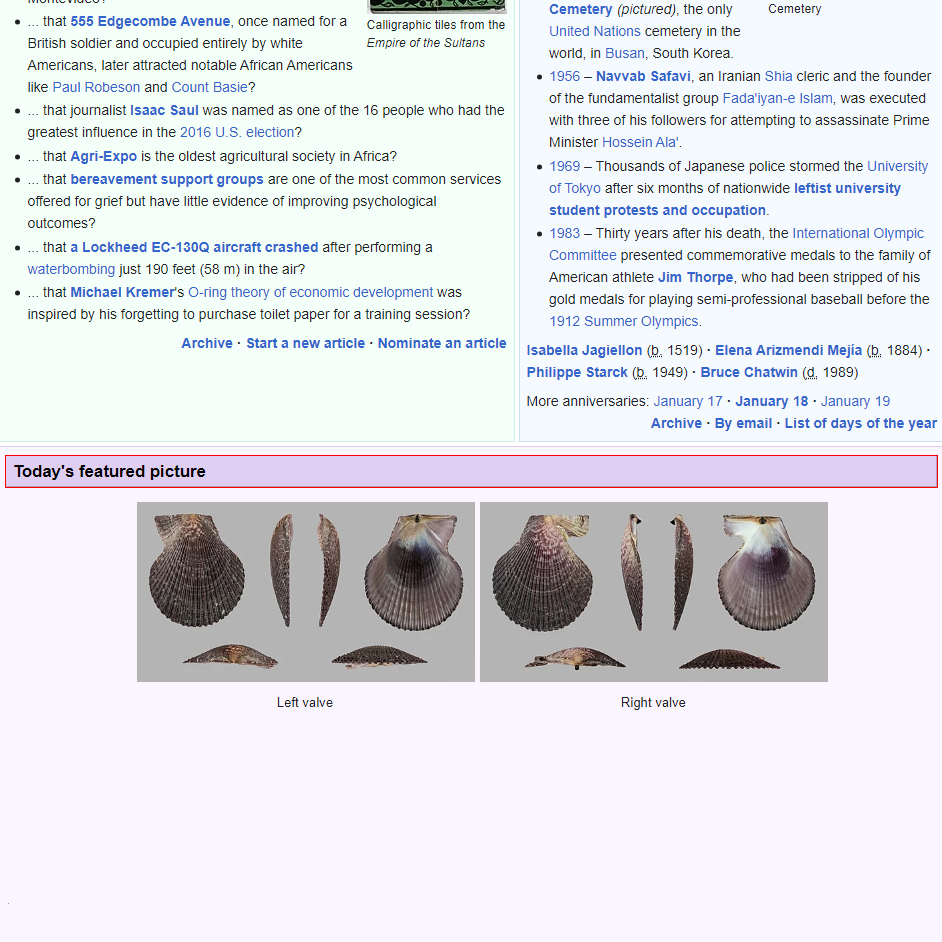 ... that 555 Edgecombe Avenue, once named for a
British soldier and occupied entirely by white
Americans, later attracted notable African Americans
like Paul Robeson and Count Basie?
Calligraphic tiles from the
Empire of the Sultans
... that journalist Isaac Saul was named as one of the 16 people who had the
greatest influence in the 2016 U.S. election?
... that Agri-Expo is the oldest agricultural society in Africa?
... that bereavement support groups are one of the most common services
offered for grief but have little evidence of improving psychological
outcomes?
... that a Lockheed EC-130Q aircraft crashed after performing a
waterbombing just 190 feet (58 m) in the air?
... that Michael Kremer's O-ring theory of economic development was
inspired by his forgetting to purchase toilet paper for a training session?
Archive · Start a new article · Nominate an article
Cemetery (pictured), the only
United Nations cemetery in the
world, in Busan, South Korea.
Cemetery
1956 – Navvab Safavi, an Iranian Shia cleric and the founder
of the fundamentalist group Fada'iyan-e Islam, was executed
with three of his followers for attempting to assassinate Prime
Minister Hossein Ala'.
1969 – Thousands of Japanese police stormed the University
of Tokyo after six months of nationwide leftist university
student protests and occupation.
1983 – Thirty years after his death, the International Olympic
Committee presented commemorative medals to the family of
American athlete Jim Thorpe, who had been stripped of his
gold medals for playing semi-professional baseball before the
1912 Summer Olympics.
Isabella Jagiellon (b. 1519) · Elena Arizmendi Mejía (b. 1884) ·
Philippe Starck (b. 1949) · Bruce Chatwin (d. 1989)
More anniversaries: January 17 · January 18 · January 19
Archive · By email · List of days of the year
Today's featured picture
Left valve
Right valve